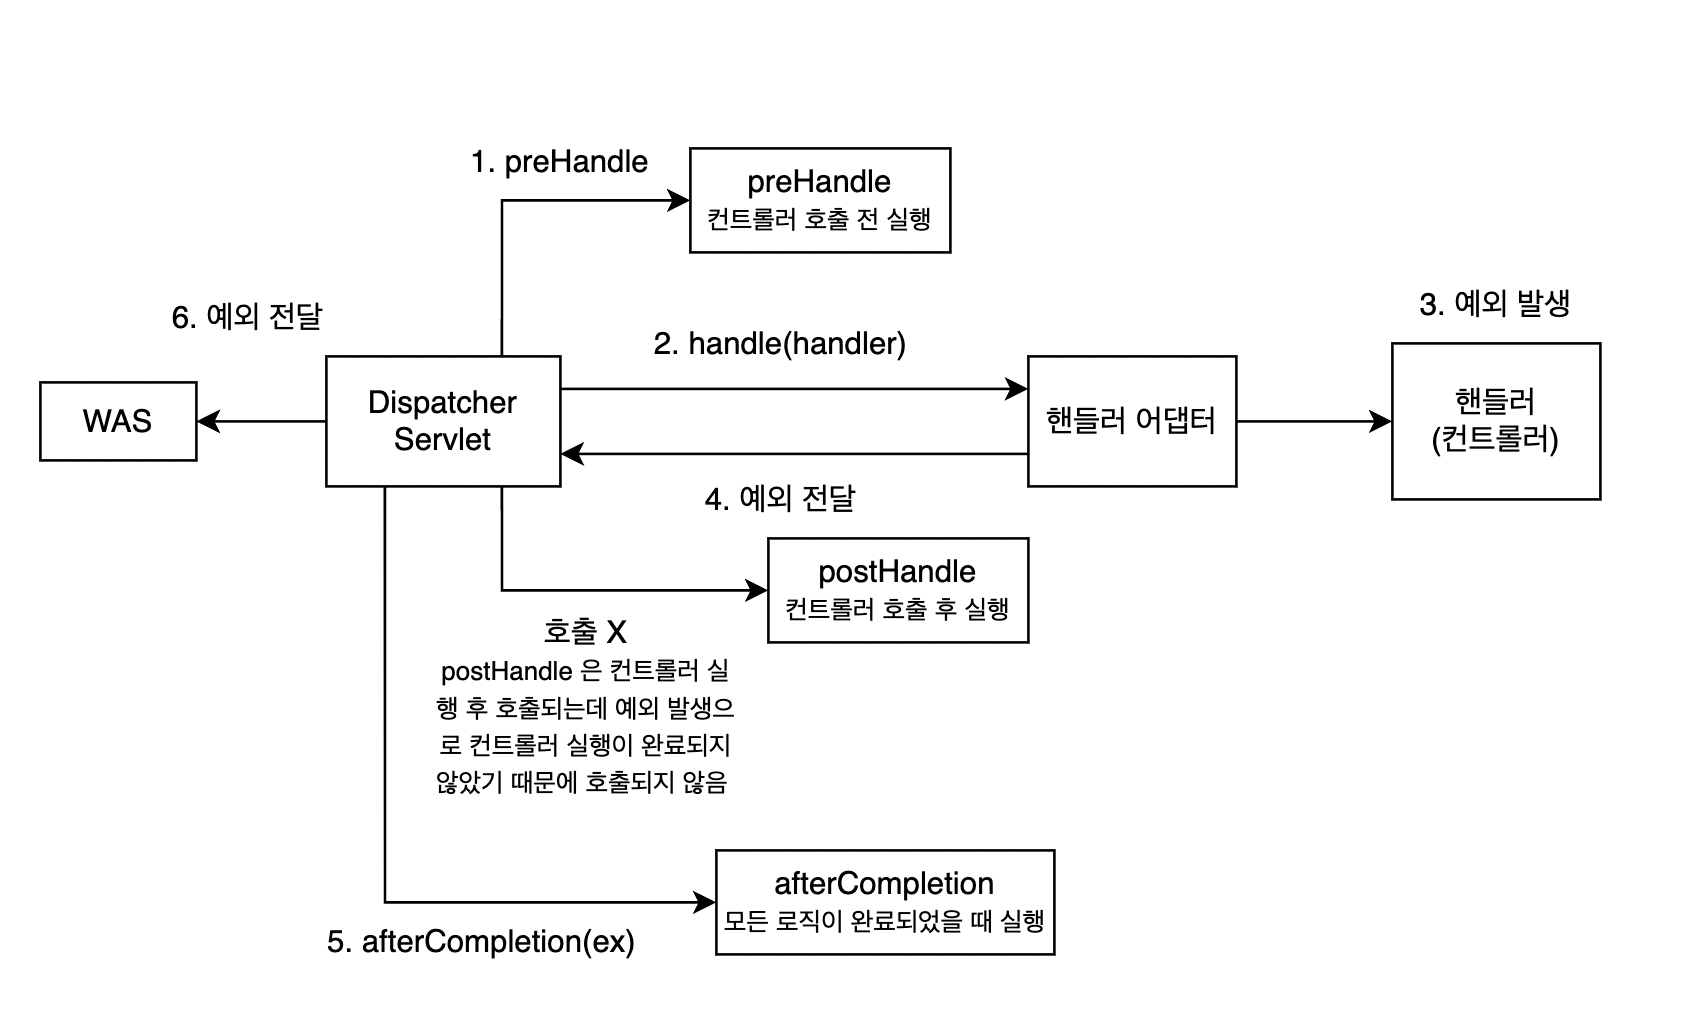 1. preHandle
preHandle
컨트롤러 호출 전 실행
6. 예외 전달
2. handle(handler)
3. 예외 발생
WAS
Dispatcher
Servlet
핸들러 어댑터
핸들러
(컨트롤러)
4. 예외 전달
postHandle
컨트롤러 호출 후 실행
호출 X
postHandle 은 컨트롤러 실
행 후 호출되는데 예외 발생으
로 컨트롤러 실행이 완료되지
않았기 때문에 호출되지 않음
afterCompletion
모든 로직이 완료되었을 때 실행
5. afterCompletion(ex)